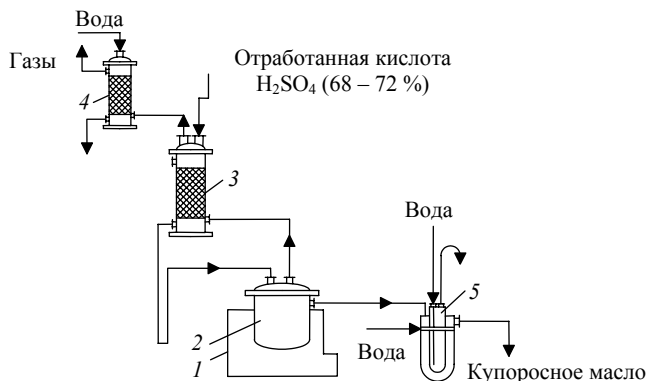 Вода
Газы
4
Отработанная кислота
H₂SO₄ (68 – 72 %)
3
Вода
5
2
1
Вода
Купоросное масло